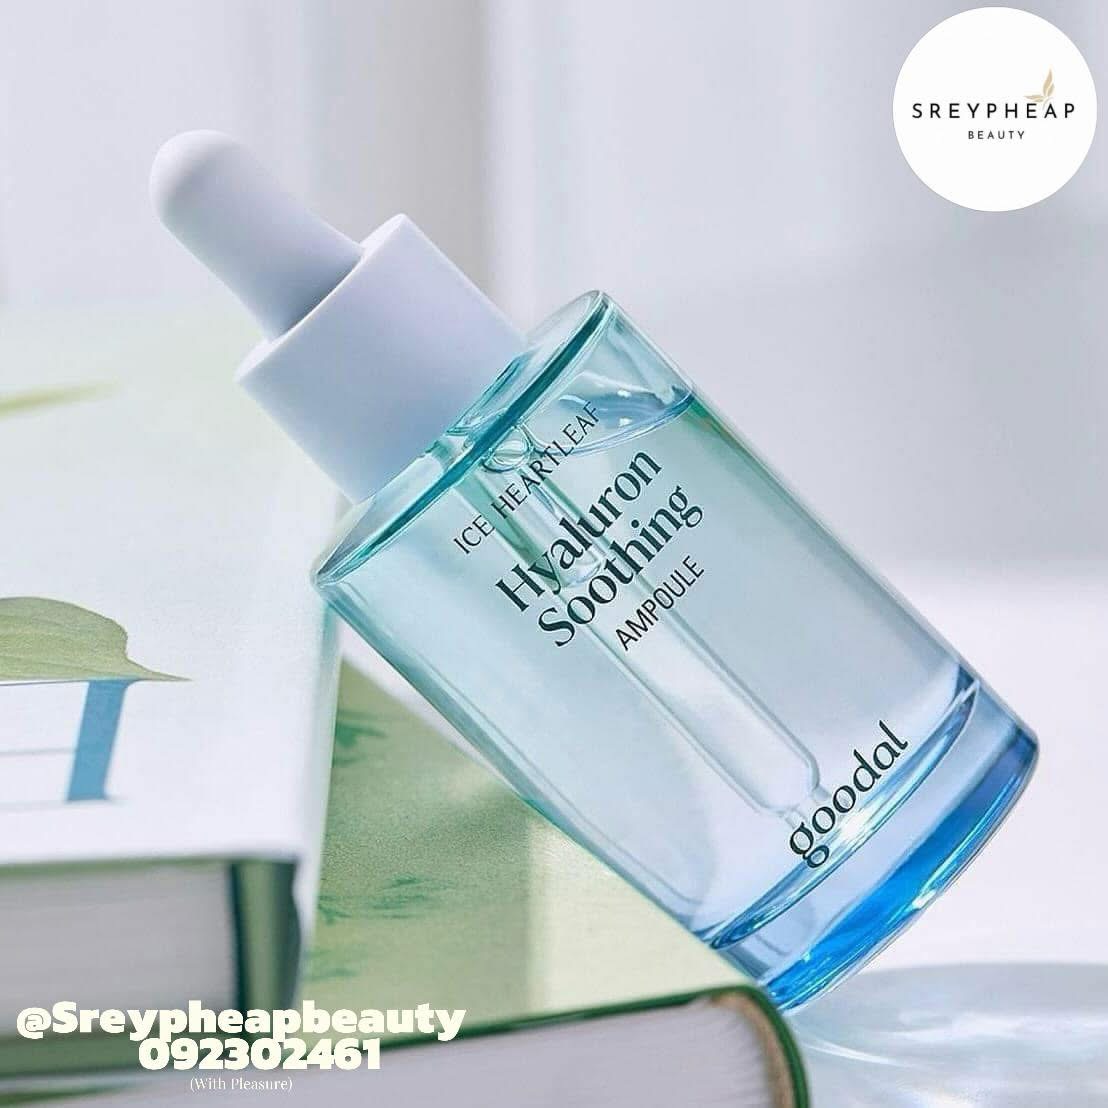 SREYPHEAP
BEAUTY
ICE HEARTLEAF
Hyaluron
Soothing
AMPOULE
goodal
@Sreypheapbeauty
092302461
(With Pleasure)